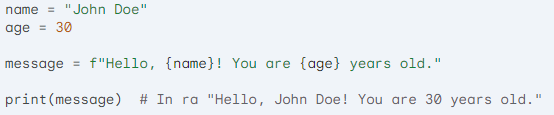 name = "John Doe"
age = 30
message = f"Hello, {name}! You are {age} years old."
print(message)  # In ra "Hello, John Doe! You are 30 years old."